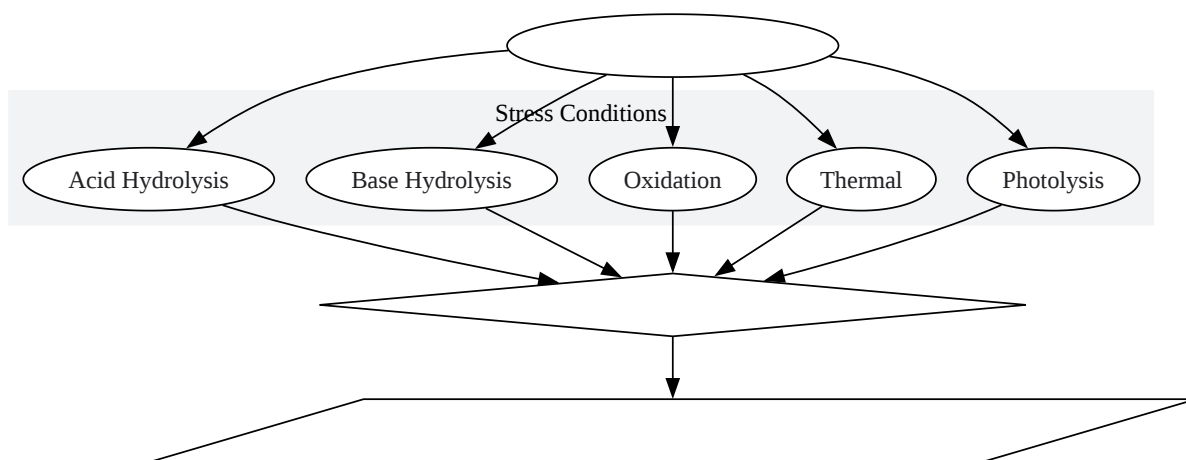 Stress Conditions
Acid Hydrolysis
Base Hydrolysis
Oxidation
Thermal
Photolysis